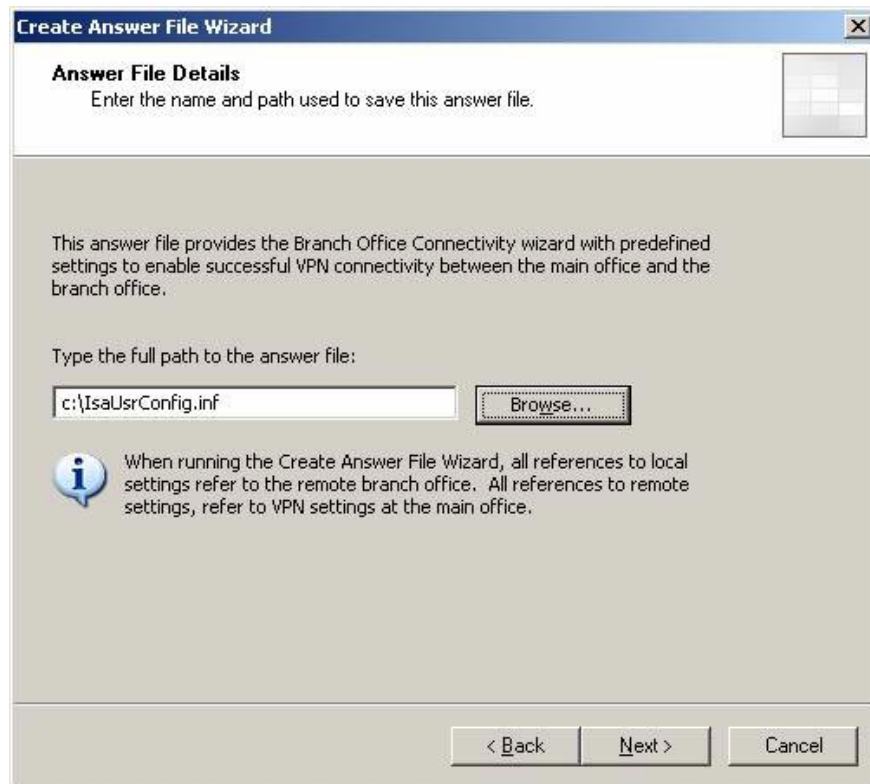 Create Answer File Wizard
Answer File Details
Enter the name and path used to save this answer file.
This answer file provides the Branch Office Connectivity wizard with predefined
settings to enable successful VPN connectivity between the main office and the
branch office.
Type the full path to the answer file:
c:\IsaUsrConfig.inf
Browse...
When running the Create Answer File Wizard, all references to local
settings refer to the remote branch office. All references to remote
settings, refer to VPN settings at the main office.
< Back
Next >
Cancel